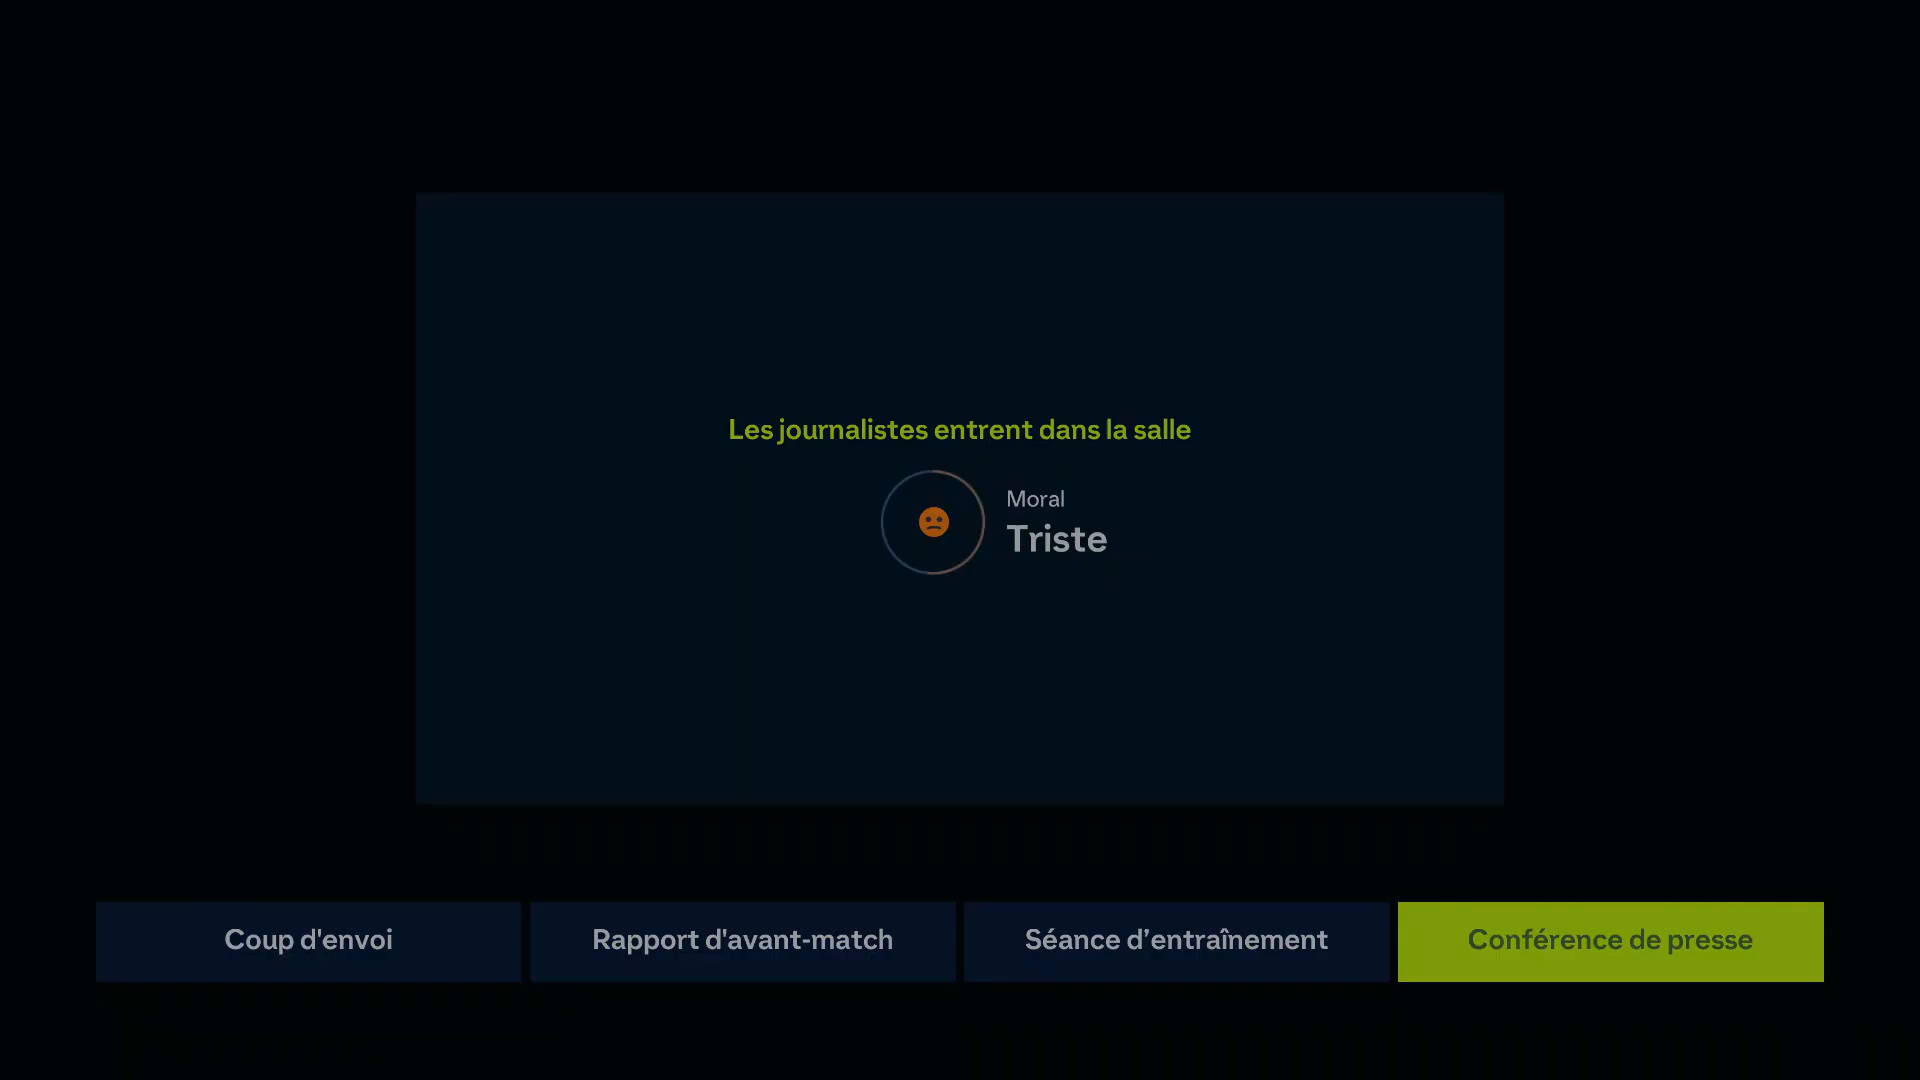 Les journalistes entrent dans la salle
Moral
Triste
Coup d'envoi
Rapport d'avant-match
Séance d’entraînement
Conférence de presse